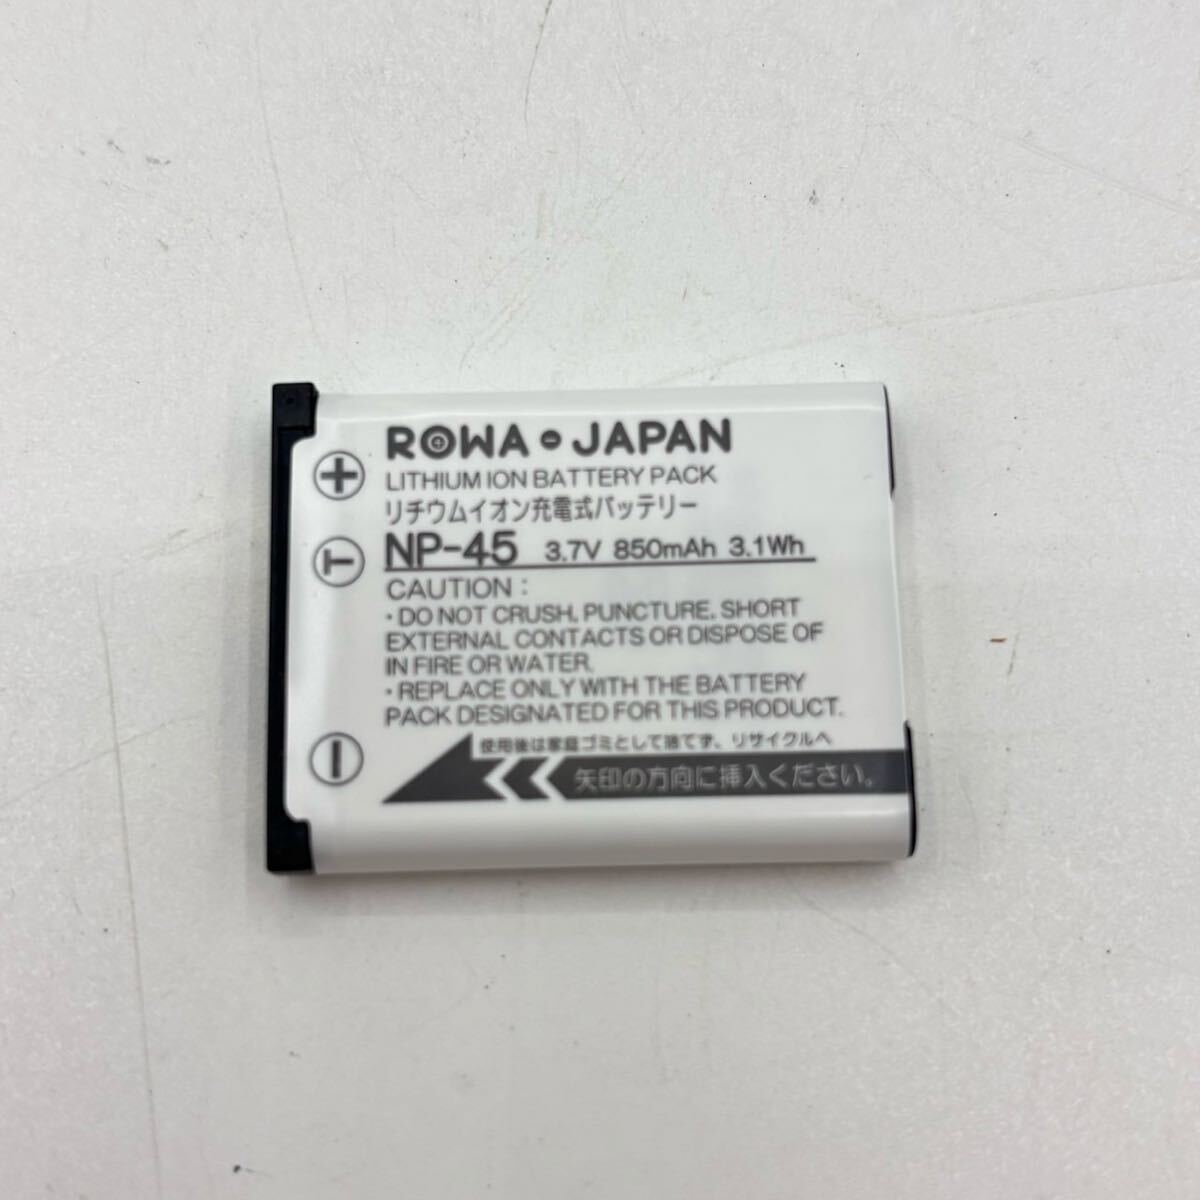 ROWA JAPAN
LITHIUM ION BATTERY PACK
リチウムイオン充電式バッテリー
NP-45 3.7V 850mAh 3.1Wh
CAUTION :
・DO NOT CRUSH, PUNCTURE, SHORT
EXTERNAL CONTACTS OR DISPOSE OF
IN FIRE OR WATER.
・REPLACE ONLY WITH THE BATTERY
PACK DESIGNATED FOR THIS PRODUCT.
使用後は家庭ゴミとして捨てず、リサイクルへ
矢印の方向に挿入ください。
+
T
−